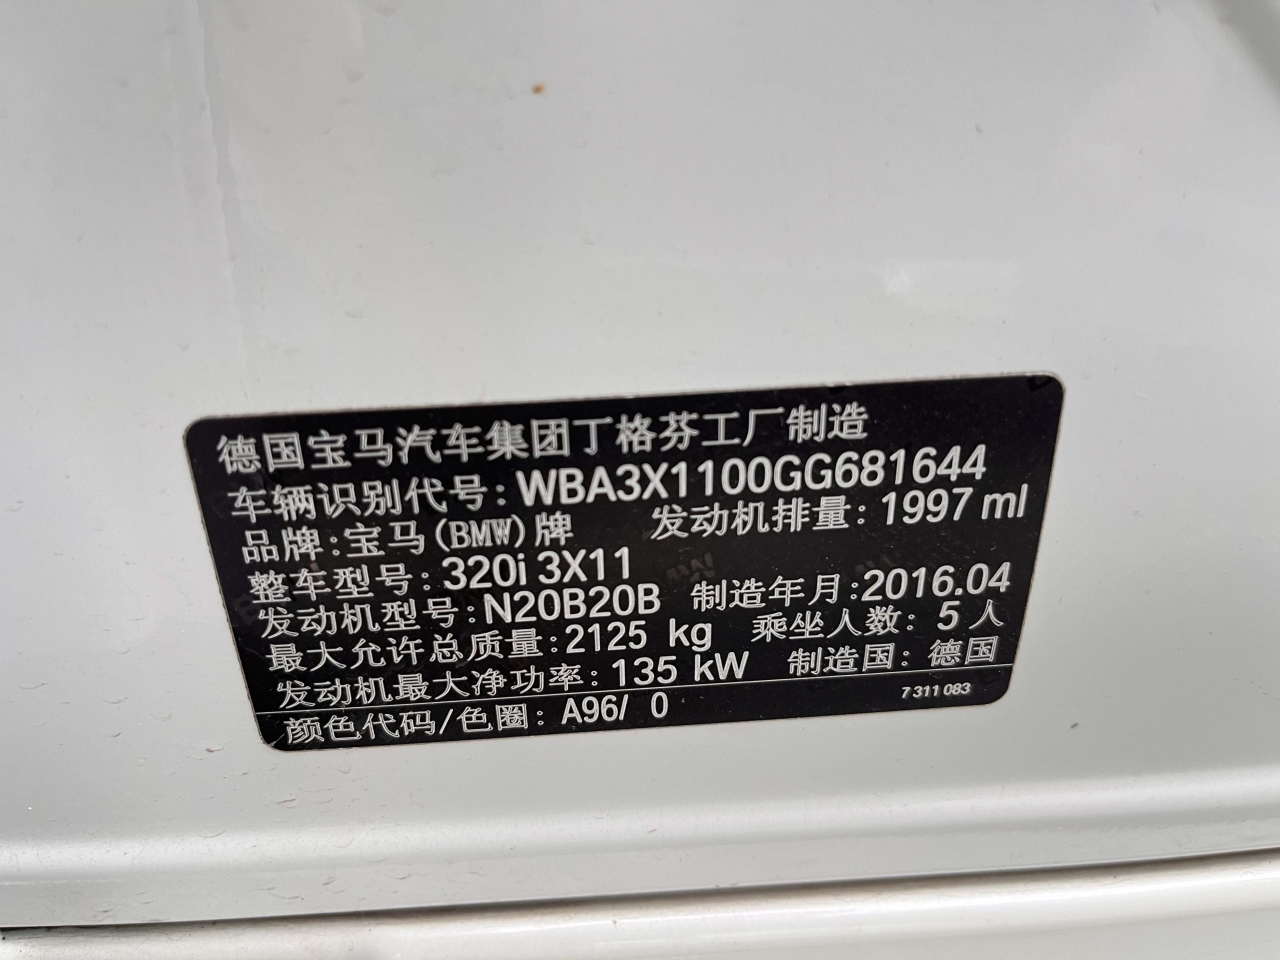 德国宝马汽车集团丁格芬工厂制造
车辆识别代号: WBA3X1100GG681644
品牌: 宝马(BMW)牌 发动机排量: 1997 ml
整车型号: 320i 3X11
发动机型号: N20B20B 制造年月: 2016.04
最大允许总质量: 2125 kg 乘坐人数: 5 人
发动机最大净功率: 135 kW 制造国: 德国
颜色代码/色圈: A96/ 0 7 311 083